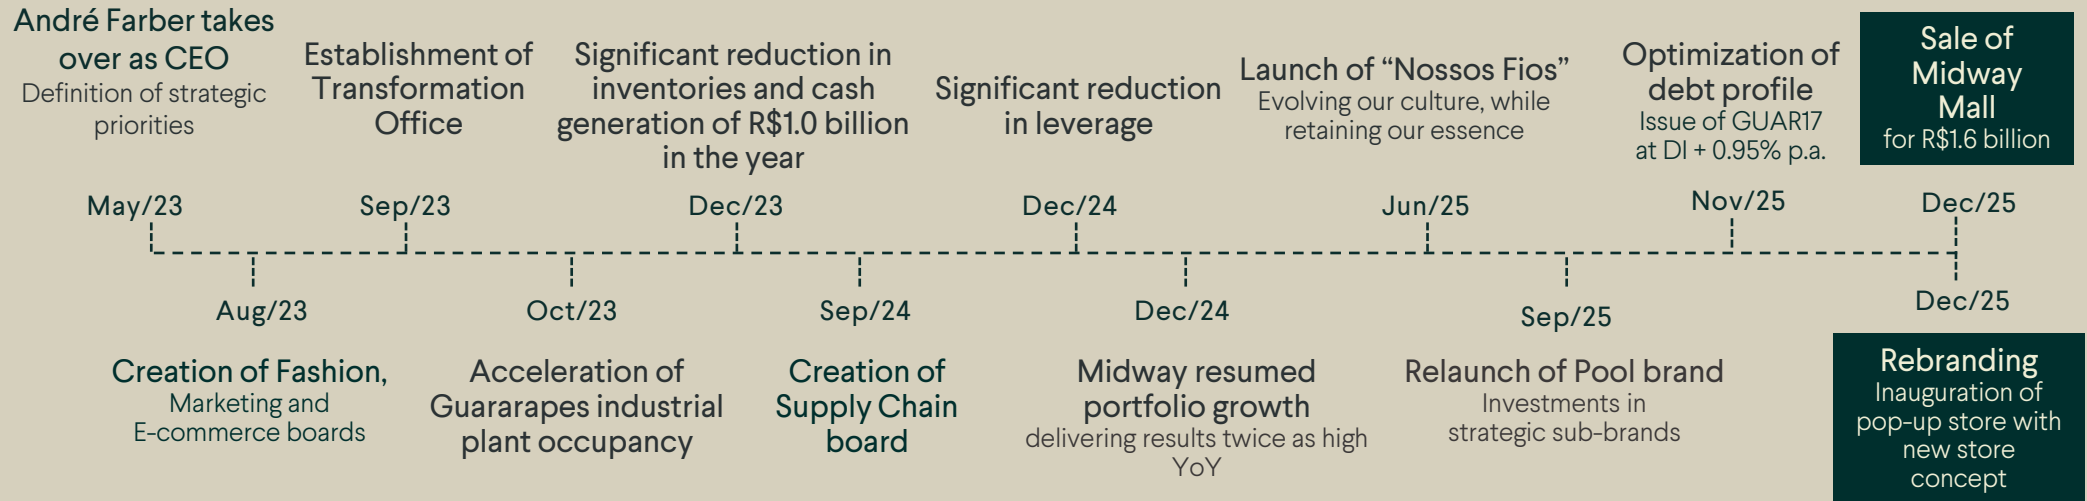 André Farber takes
over as CEO
Definition of strategic
priorities
May/23
Creation of Fashion,
Marketing and
E-commerce boards
Aug/23
Establishment of
Transformation
Office
Sep/23
Oct/23
Acceleration of
Guararapes industrial
plant occupancy
Significant reduction in
inventories and cash
generation of R$1.0 billion
in the year
Dec/23
Sep/24
Creation of
Supply Chain
board
Significant reduction
in leverage
Dec/24
Dec/24
Midway resumed
portfolio growth
delivering results twice as high
YoY
Launch of “Nossos Fios”
Evolving our culture, while
retaining our essence
Jun/25
Sep/25
Relaunch of Pool brand
Investments in
strategic sub-brands
Optimization of
debt profile
Issue of GUAR17
at DI + 0.95% p.a.
Nov/25
Sale of
Midway
Mall
for R$1.6 billion
Dec/25
Dec/25
Rebranding
Inauguration of
pop-up store with
new store
concept